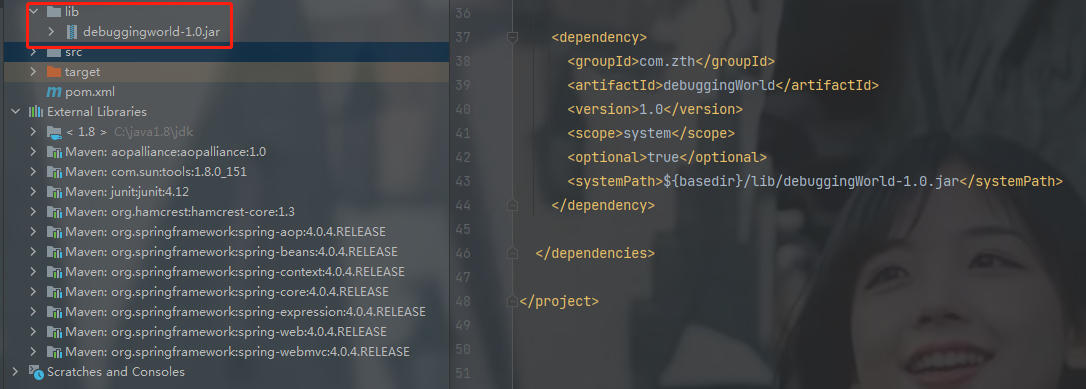 lib
debuggingworld-1.0.jar
src
target
pom.xml
External Libraries
< 1.8 > C:\java1.8\jdk
Maven: aopalliance:aopalliance:1.0
Maven: com.sun:tools:1.8.0_151
Maven: junit:junit:4.12
Maven: org.hamcrest:hamcrest-core:1.3
Maven: org.springframework:spring-aop:4.0.4.RELEASE
Maven: org.springframework:spring-beans:4.0.4.RELEASE
Maven: org.springframework:spring-context:4.0.4.RELEASE
Maven: org.springframework:spring-core:4.0.4.RELEASE
Maven: org.springframework:spring-expression:4.0.4.RELEASE
Maven: org.springframework:spring-web:4.0.4.RELEASE
Maven: org.springframework:spring-webmvc:4.0.4.RELEASE
Scratches and Consoles
36
37 <dependency>
38 <groupId>com.zth</groupId>
39 <artifactId>debuggingWorld</artifactId>
40 <version>1.0</version>
41 <scope>system</scope>
42 <optional>true</optional>
43 <systemPath>${basedir}/lib/debuggingWorld-1.0.jar</systemPath>
44 </dependency>
45
46 </dependencies>
47
48 </project>
49
50
51